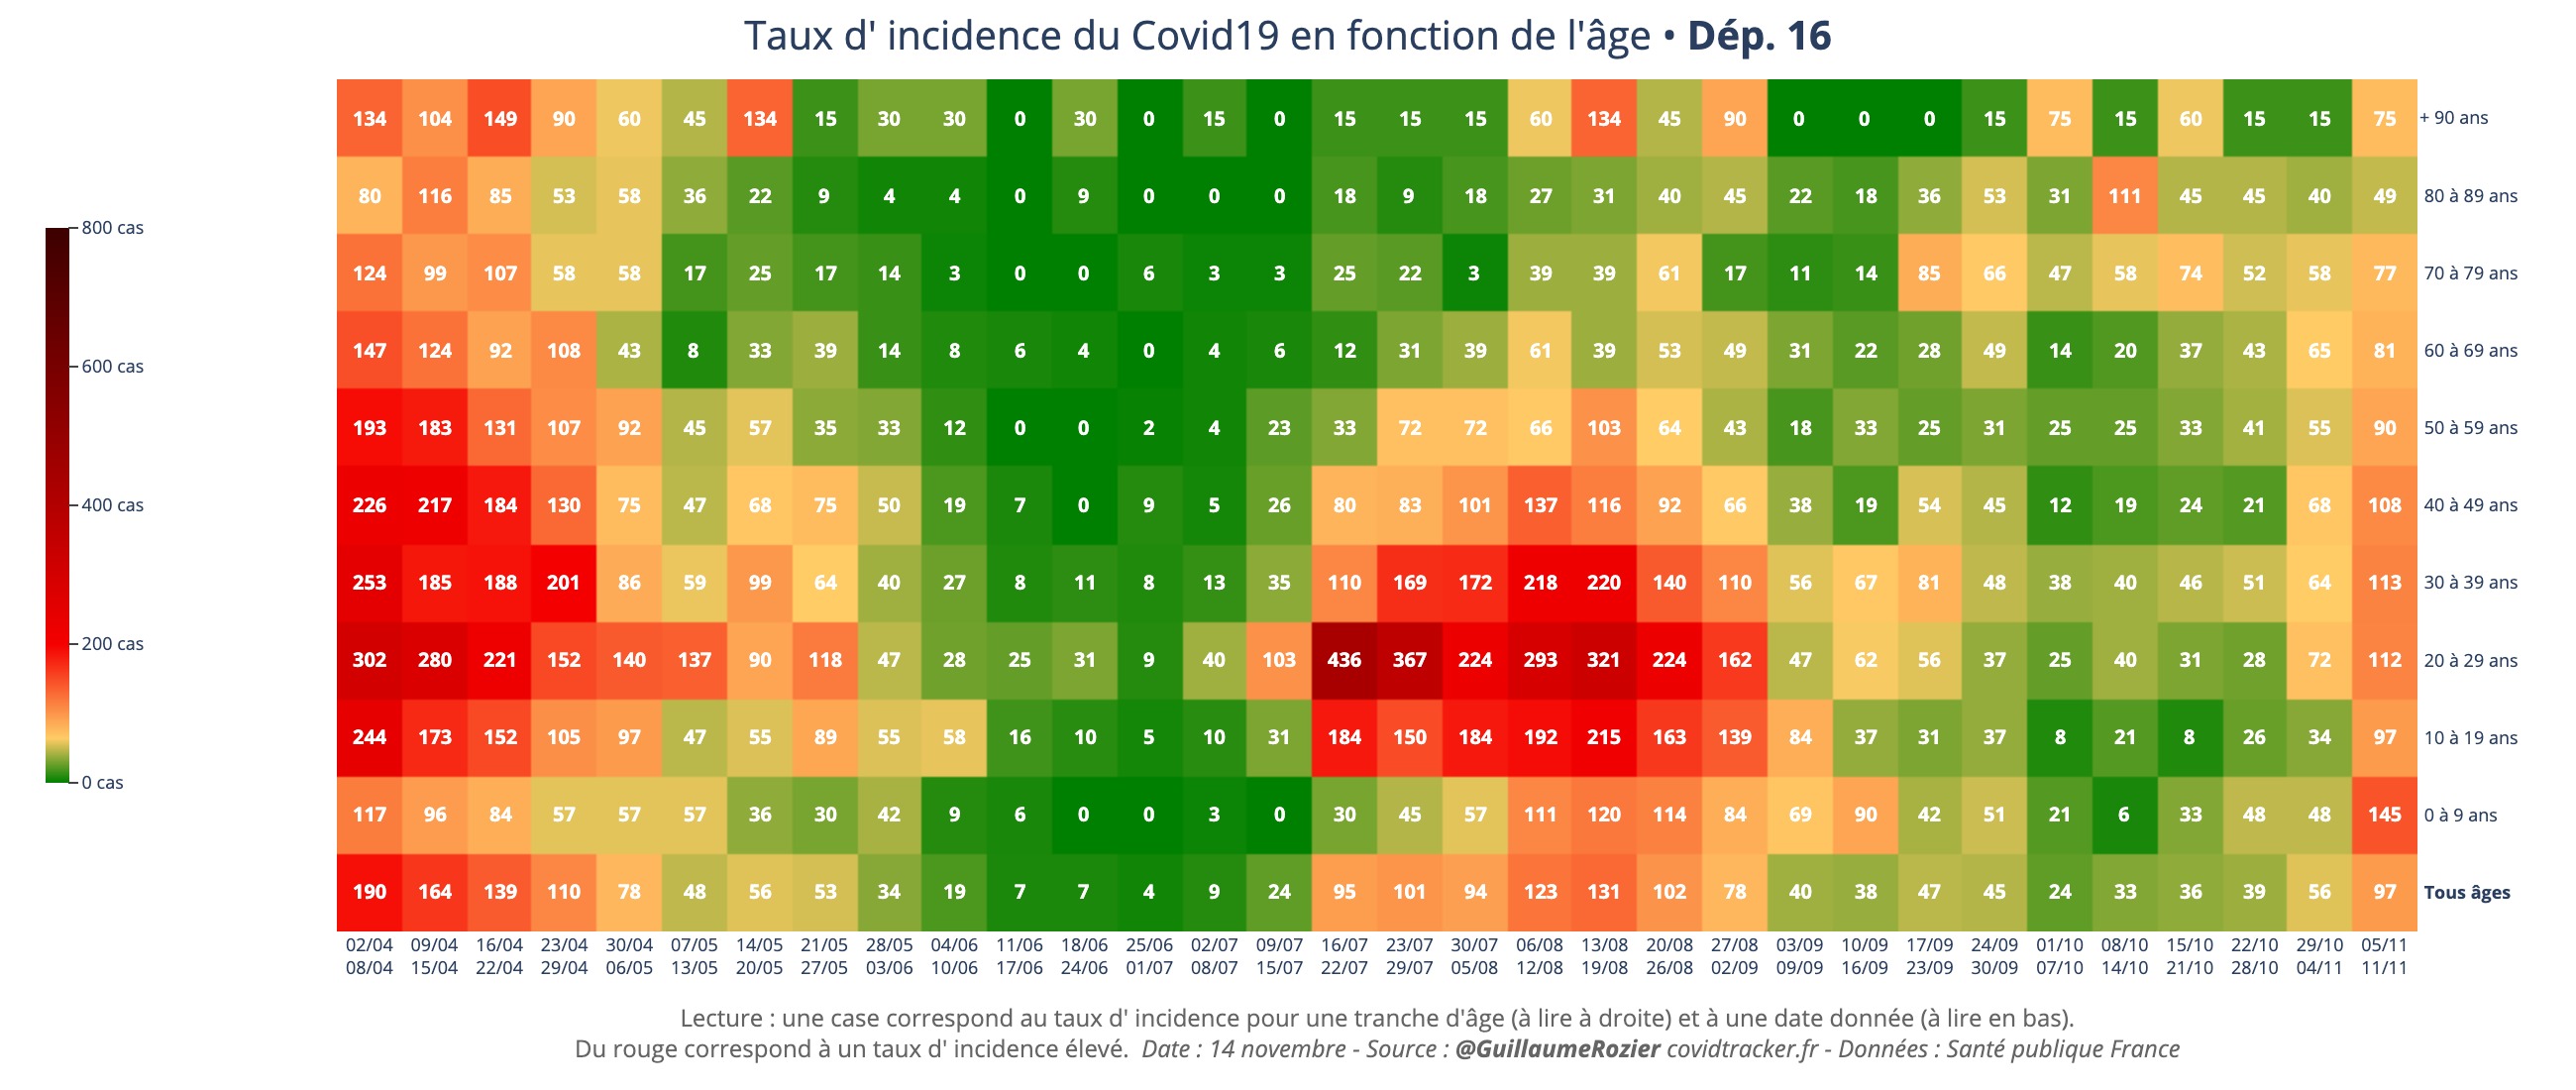 Taux d' incidence du Covid19 en fonction de l'âge • Dép. 16
134 104 149 90 60 45 134 15 30 30 0 30 0 15 0 15 15 15 60 134 45 90 0 0 0 15 75 15 60 15 15 75 + 90 ans
80 116 85 53 58 36 22 9 4 4 0 9 0 0 0 18 9 18 27 31 40 45 22 18 36 53 31 111 45 45 40 49 80 à 89 ans
124 99 107 58 58 17 25 17 14 3 0 0 6 3 3 25 22 3 39 39 61 17 11 14 85 66 47 58 74 52 58 77 70 à 79 ans
147 124 92 108 43 8 33 39 14 8 6 4 0 4 6 12 31 39 61 39 53 49 31 22 28 49 14 20 37 43 65 81 60 à 69 ans
193 183 131 107 92 45 57 35 33 12 0 0 2 4 23 33 72 72 66 103 64 43 18 33 25 31 25 25 33 41 55 90 50 à 59 ans
226 217 184 130 75 47 68 75 50 19 7 0 9 5 26 80 83 101 137 116 92 66 38 19 54 45 12 19 24 21 68 108 40 à 49 ans
253 185 188 201 86 59 99 64 40 27 8 11 8 13 35 110 169 172 218 220 140 110 56 67 81 48 38 40 46 51 64 113 30 à 39 ans
302 280 221 152 140 137 90 118 47 28 25 31 9 40 103 436 367 224 293 321 224 162 47 62 56 37 25 40 31 28 72 112 20 à 29 ans
244 173 152 105 97 47 55 89 55 58 16 10 5 10 31 184 150 184 192 215 163 139 84 37 31 37 8 21 8 26 34 97 10 à 19 ans
117 96 84 57 57 57 36 30 42 9 6 0 0 3 0 30 45 57 111 120 114 84 69 90 42 51 21 6 33 48 48 145 0 à 9 ans
190 164 139 110 78 48 56 53 34 19 7 7 4 9 24 95 101 94 123 131 102 78 40 38 47 45 24 33 36 39 56 97 Tous âges
02/04 09/04 16/04 23/04 30/04 07/05 14/05 21/05 28/05 04/06 11/06 18/06 25/06 02/07 09/07 16/07 23/07 30/07 06/08 13/08 20/08 27/08 03/09 10/09 17/09 24/09 01/10 08/10 15/10 22/10 29/10 05/11
08/04 15/04 22/04 29/04 06/05 13/05 20/05 27/05 03/06 10/06 17/06 24/06 01/07 08/07 15/07 22/07 29/07 05/08 12/08 19/08 26/08 02/09 09/09 16/09 23/09 30/09 07/10 14/10 21/10 28/10 04/11 11/11
800 cas
600 cas
400 cas
200 cas
0 cas
Lecture : une case correspond au taux d' incidence pour une tranche d'âge (à lire à droite) et à une date donnée (à lire en bas).
Du rouge correspond à un taux d' incidence élevé. Date : 14 novembre - Source : @GuillaumeRozier covidtracker.fr - Données : Santé publique France